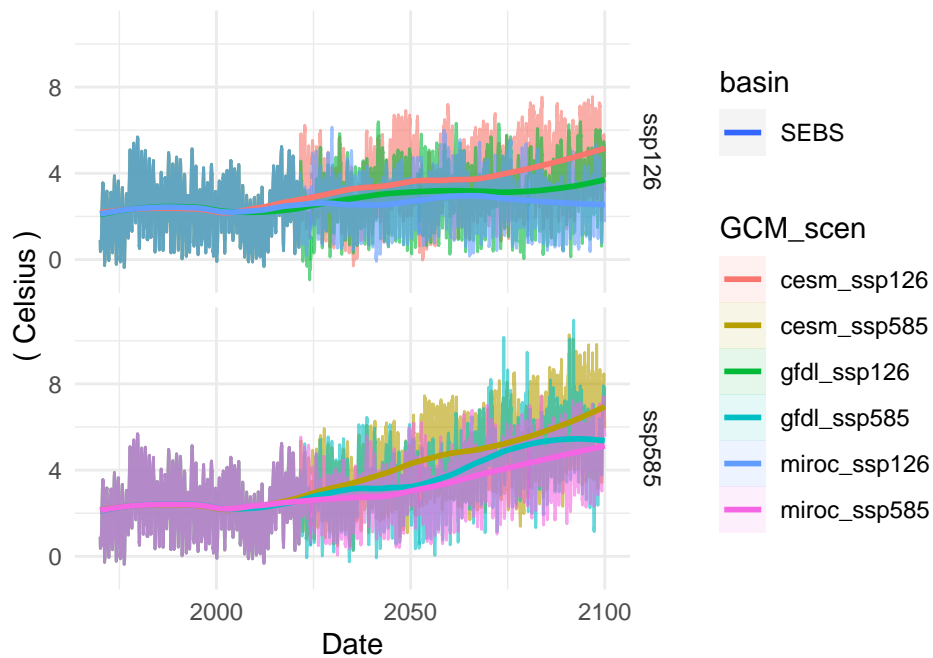 ( Celsius )
8
4
0
ssp126
8
4
0
ssp585
2000
2050
2100
Date
basin
SEBS
GCM_scen
cesm_ssp126
cesm_ssp585
gfdl_ssp126
gfdl_ssp585
miroc_ssp126
miroc_ssp585